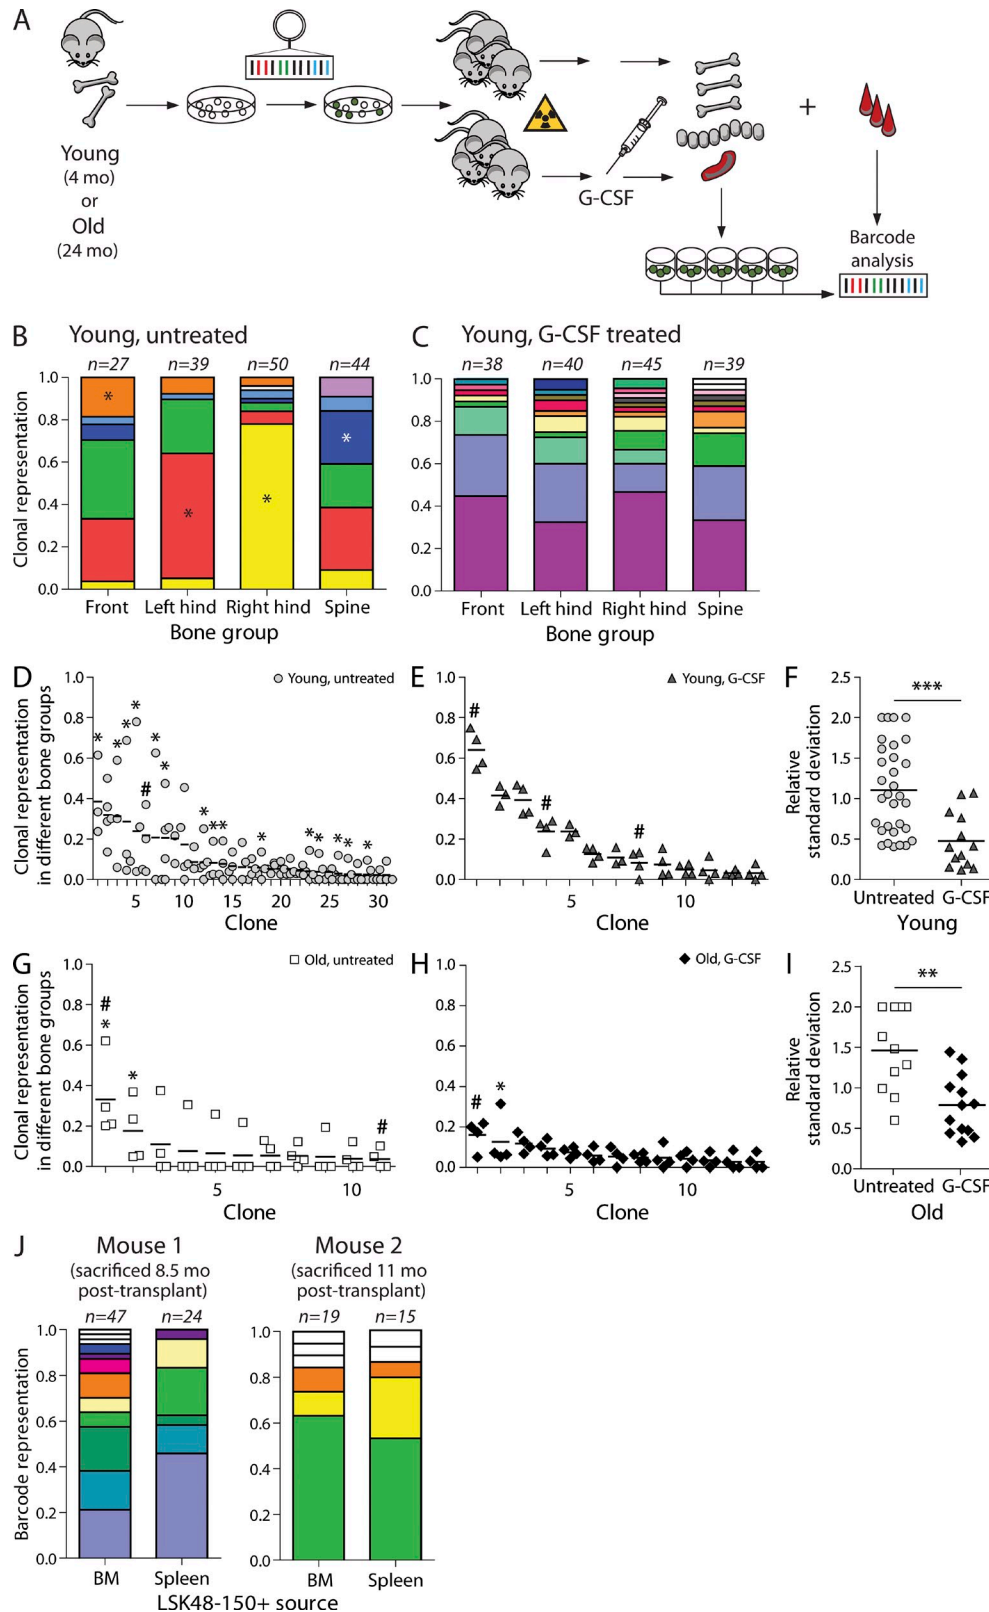 A
Young
(4 mo)
or
Old
(24 mo)
G-CSF
+
Barcode
analysis
B Young, untreated
n=27 n=39 n=50 n=44
Clonal representation
1.0
0.8
0.6
0.4
0.2
0.0
* * * *
Front Left hind Right hind Spine
Bone group
C Young, G-CSF treated
n=38 n=40 n=45 n=39
1.0
0.8
0.6
0.4
0.2
0.0
Front Left hind Right hind Spine
Bone group
D
Young, untreated
Clonal representation
in different bone groups
1.0
0.8
0.6
0.4
0.2
0.0
* * * * # * * * ** * ** ** *
5 10 15 20 25 30
Clone
E
Young, G-CSF
1.0
0.8
0.6
0.4
0.2
0.0
# # #
5 10
Clone
F
Relative
standard deviation
2.5
2.0
1.5
1.0
0.5
0.0
***
Untreated G-CSF
Young
G
Old, untreated
Clonal representation
in different bone groups
1.0
0.8
0.6
0.4
0.2
0.0
#
* * #
5 10
Clone
H
Old, G-CSF
1.0
0.8
0.6
0.4
0.2
0.0
# *
5 10
Clone
I
Relative
standard deviation
2.5
2.0
1.5
1.0
0.5
0.0
**
Untreated G-CSF
Old
J
Mouse 1
(sacrificed 8.5 mo
post-transplant)
n=47 n=24
Barcode representation
1.0
0.8
0.6
0.4
0.2
0.0
BM Spleen
Mouse 2
(sacrificed 11 mo
post-transplant)
n=19 n=15
1.0
0.8
0.6
0.4
0.2
0.0
BM Spleen
LSK48-150+ source